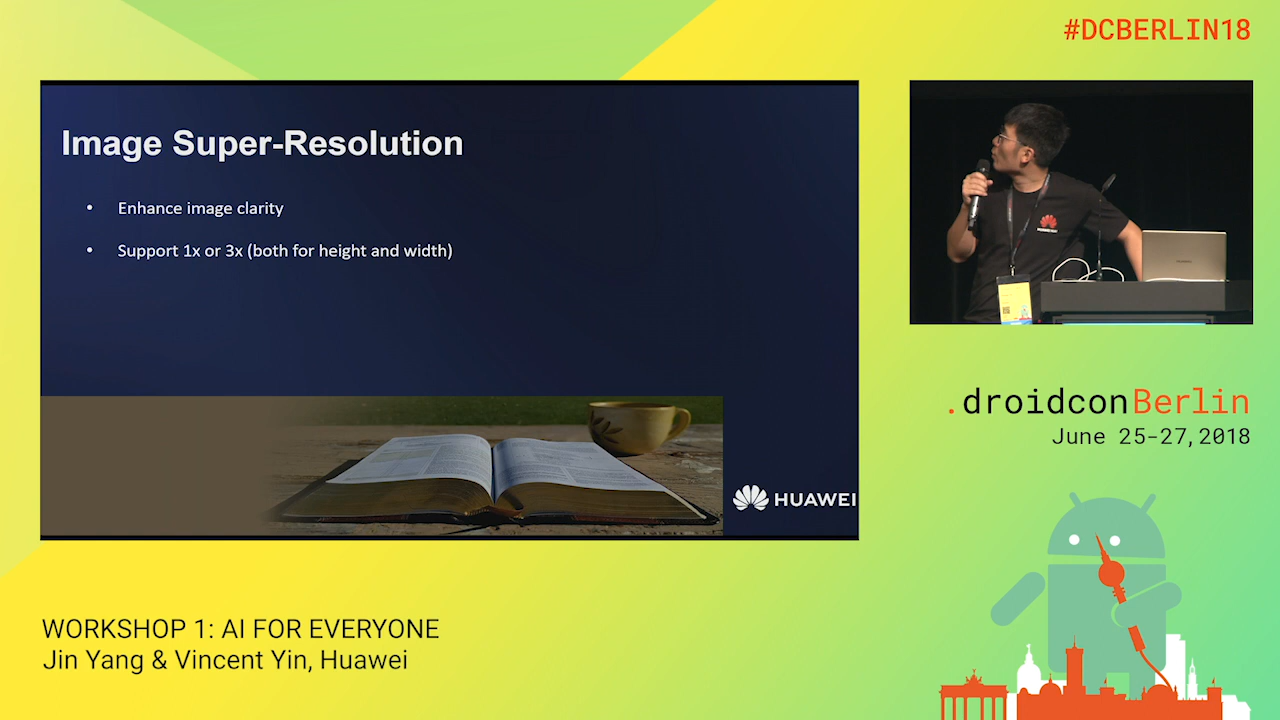 #DCBERLIN18
Image Super-Resolution
• Enhance image clarity
• Support 1x or 3x (both for height and width)
HUAWEI
.droidconBerlin
June 25-27, 2018
WORKSHOP 1: AI FOR EVERYONE
Jin Yang & Vincent Yin, Huawei